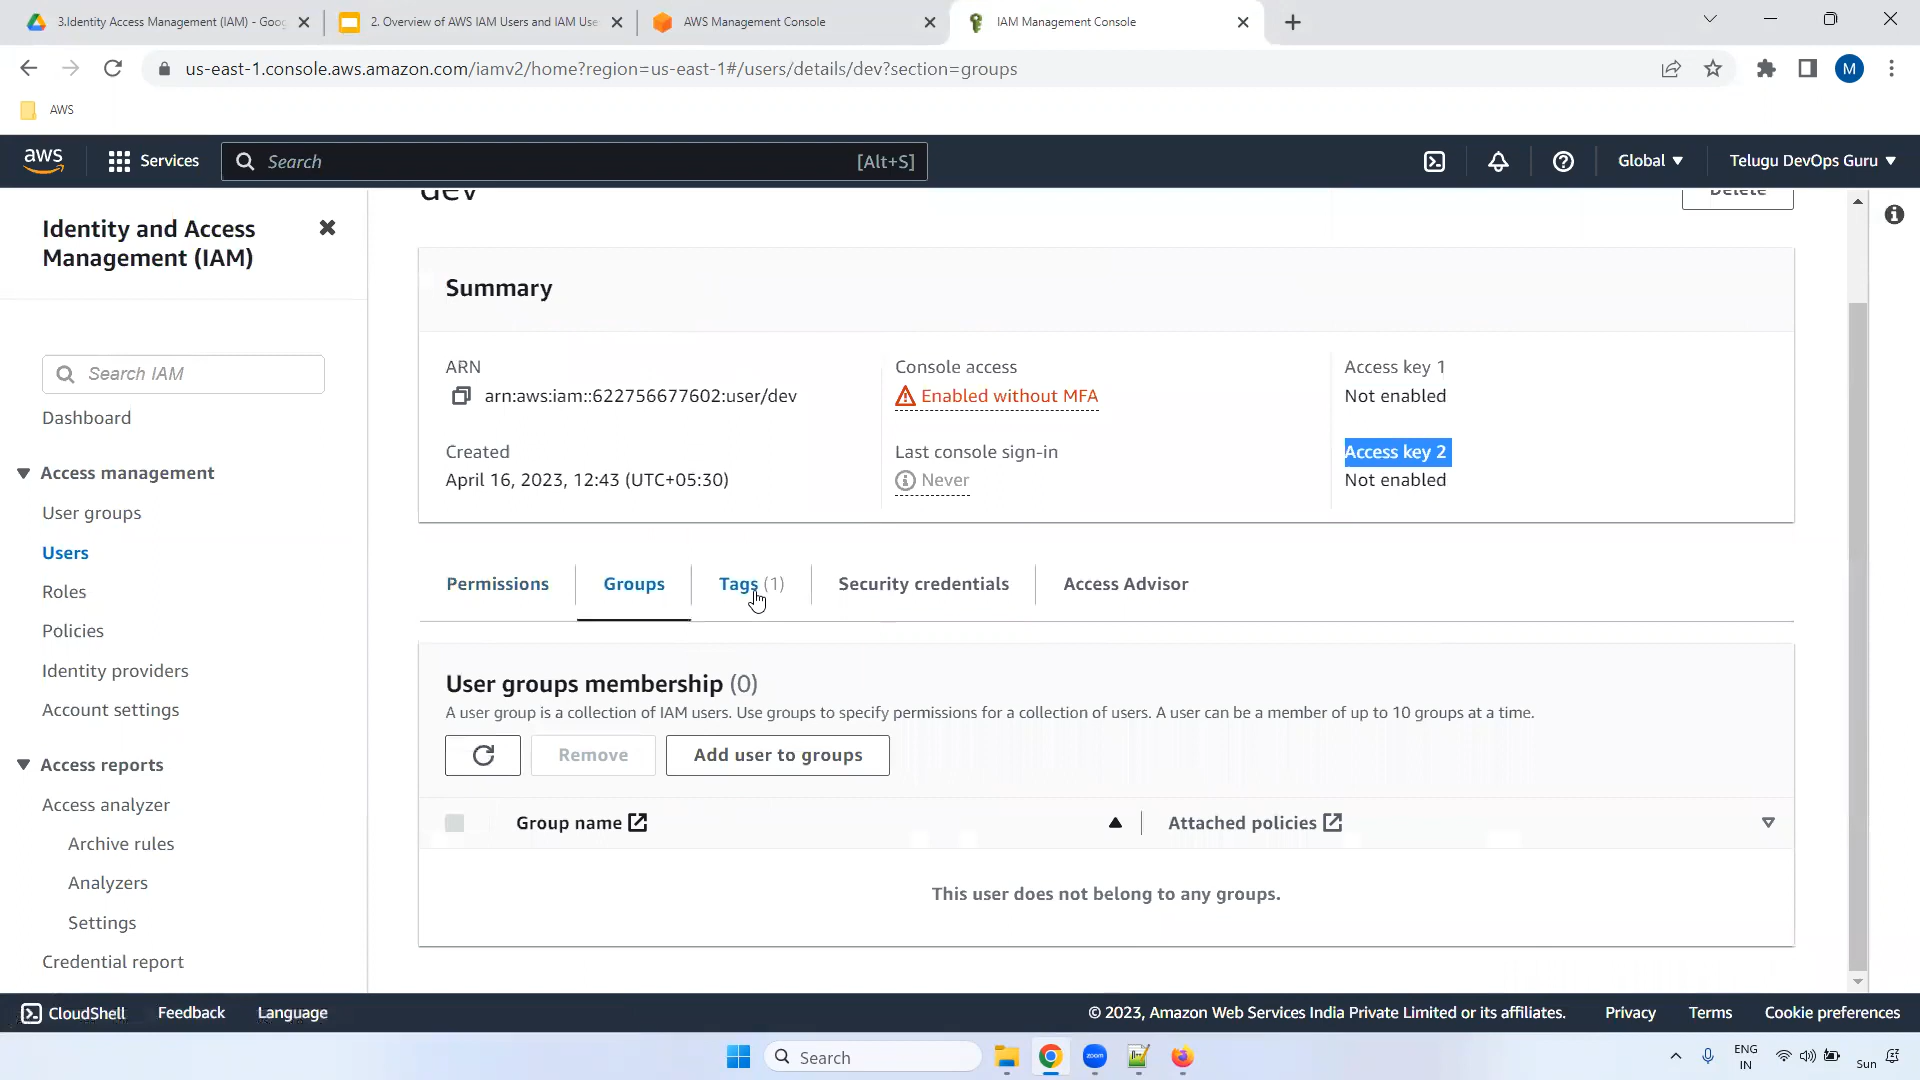 3.Identity Access Management (IAM) - Goog
2. Overview of AWS IAM Users and IAM Use
AWS Management Console
IAM Management Console
us-east-1.console.aws.amazon.com/iamv2/home?region=us-east-1#/users/details/dev?section=groups
M
AWS
aws
Services
Search
[Alt+S]
Global
Telugu DevOps Guru
Identity and Access
Management (IAM)
Search IAM
Dashboard
Access management
User groups
Users
Roles
Policies
Identity providers
Account settings
Access reports
Access analyzer
Archive rules
Analyzers
Settings
Credential report
dev
Delete
Summary
ARN
arn:aws:iam::622756677602:user/dev
Console access
Enabled without MFA
Access key 1
Not enabled
Created
April 16, 2023, 12:43 (UTC+05:30)
Last console sign-in
Never
Access key 2
Not enabled
Permissions
Groups
Tags (1)
Security credentials
Access Advisor
User groups membership (0)
A user group is a collection of IAM users. Use groups to specify permissions for a collection of users. A user can be a member of up to 10 groups at a time.
Remove
Add user to groups
Group name
Attached policies
This user does not belong to any groups.
CloudShell
Feedback
Language
© 2023, Amazon Web Services India Private Limited or its affiliates.
Privacy
Terms
Cookie preferences
Search
zoom
ENG
IN
Sun